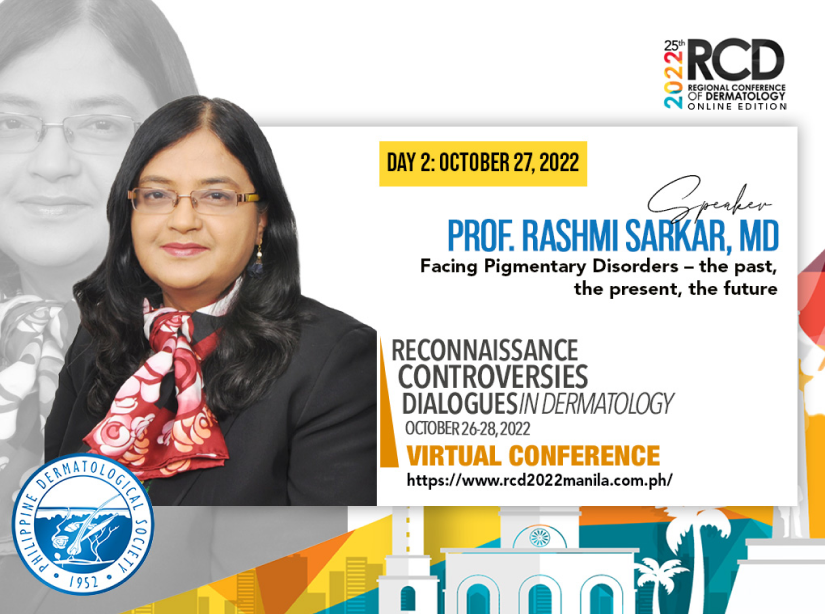 25th
2022
RCD
REGIONAL CONFERENCE
OF DERMATOLOGY
ONLINE EDITION
DAY 2: OCTOBER 27, 2022
Speaker
PROF. RASHMI SARKAR, MD
Facing Pigmentary Disorders – the past,
the present, the future
RECONNAISSANCE
CONTROVERSIES
DIALOGUES IN DERMATOLOGY
OCTOBER 26-28, 2022
VIRTUAL CONFERENCE
https://www.rcd2022manila.com.ph/
PHILIPPINE DERMATOLOGICAL SOCIETY
• 1952 •